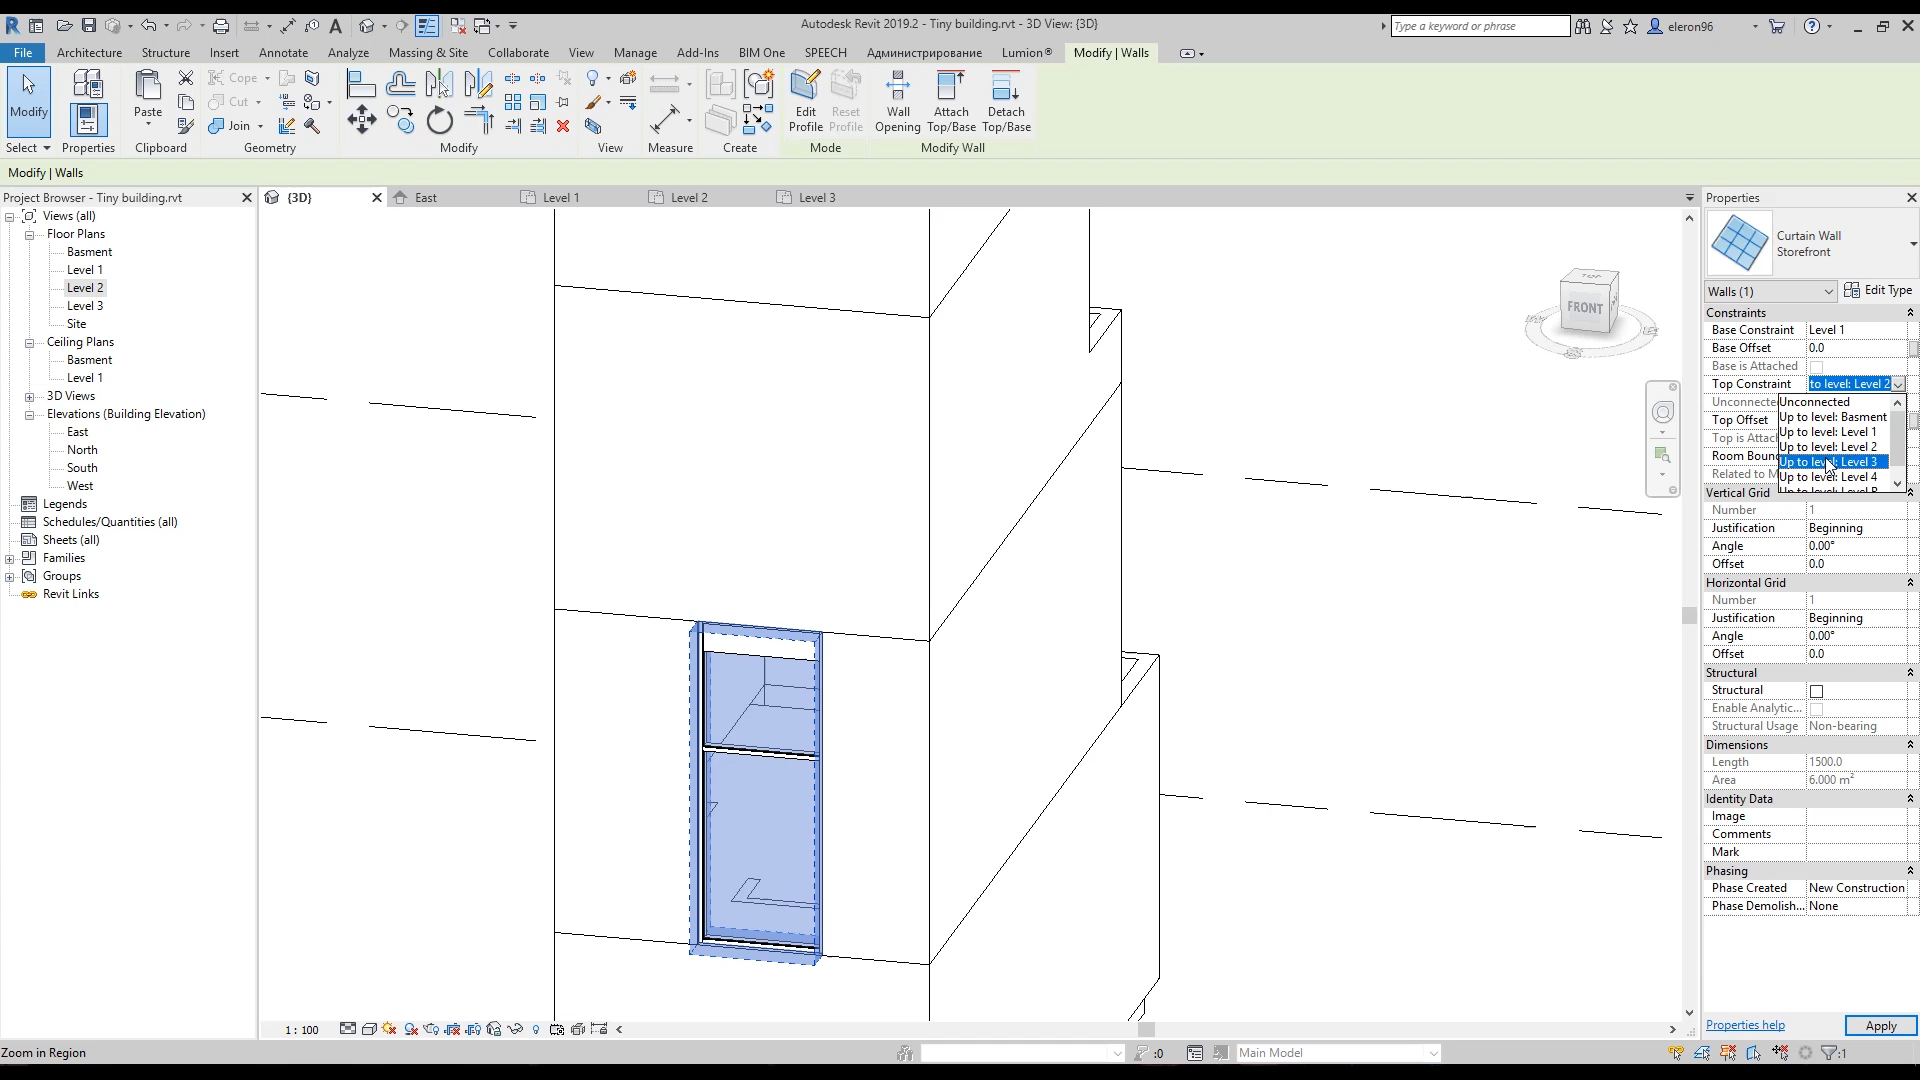 Autodesk Revit 2019.2 - Tiny building.rvt - 3D View: {3D}
Type a keyword or phrase
eleron96
File Architecture Structure Insert Annotate Analyze Massing & Site Collaborate View Manage Add-Ins BIM One SPEECH Администрирование Lumion® Modify | Walls
Modify
Paste
Cope
Cut
Join
Edit Profile
Reset Profile
Wall Opening
Attach Top/Base
Detach Top/Base
Select Properties Clipboard Geometry Modify View Measure Create Mode Modify Wall
Modify | Walls
Project Browser - Tiny building.rvt
Views (all)
Floor Plans
Basment
Level 1
Level 2
Level 3
Site
Ceiling Plans
Basment
Level 1
3D Views
Elevations (Building Elevation)
East
North
South
West
Legends
Schedules/Quantities (all)
Sheets (all)
Families
Groups
Revit Links
{3D} East Level 1 Level 2 Level 3
TOP
FRONT
Properties
Curtain Wall
Storefront
Walls (1) Edit Type
Constraints
Base Constraint Level 1
Base Offset 0.0
Base is Attached
Top Constraint to level: Level 2
Unconnected
Up to level: Basment
Up to level: Level 1
Up to level: Level 2
Up to level: Level 3
Up to level: Level 4
Top Offset
Room Boun
Related to M
Vertical Grid
Number 1
Justification Beginning
Angle 0.00°
Offset 0.0
Horizontal Grid
Number 1
Justification Beginning
Angle 0.00°
Offset 0.0
Structural
Structural
Enable Analytic...
Structural Usage Non-bearing
Dimensions
Length 1500.0
Area 6.000 m²
Identity Data
Image
Comments
Mark
Phasing
Phase Created New Construction
Phase Demolish... None
Properties help Apply
1 : 100
Zoom in Region
:0
Main Model
:1